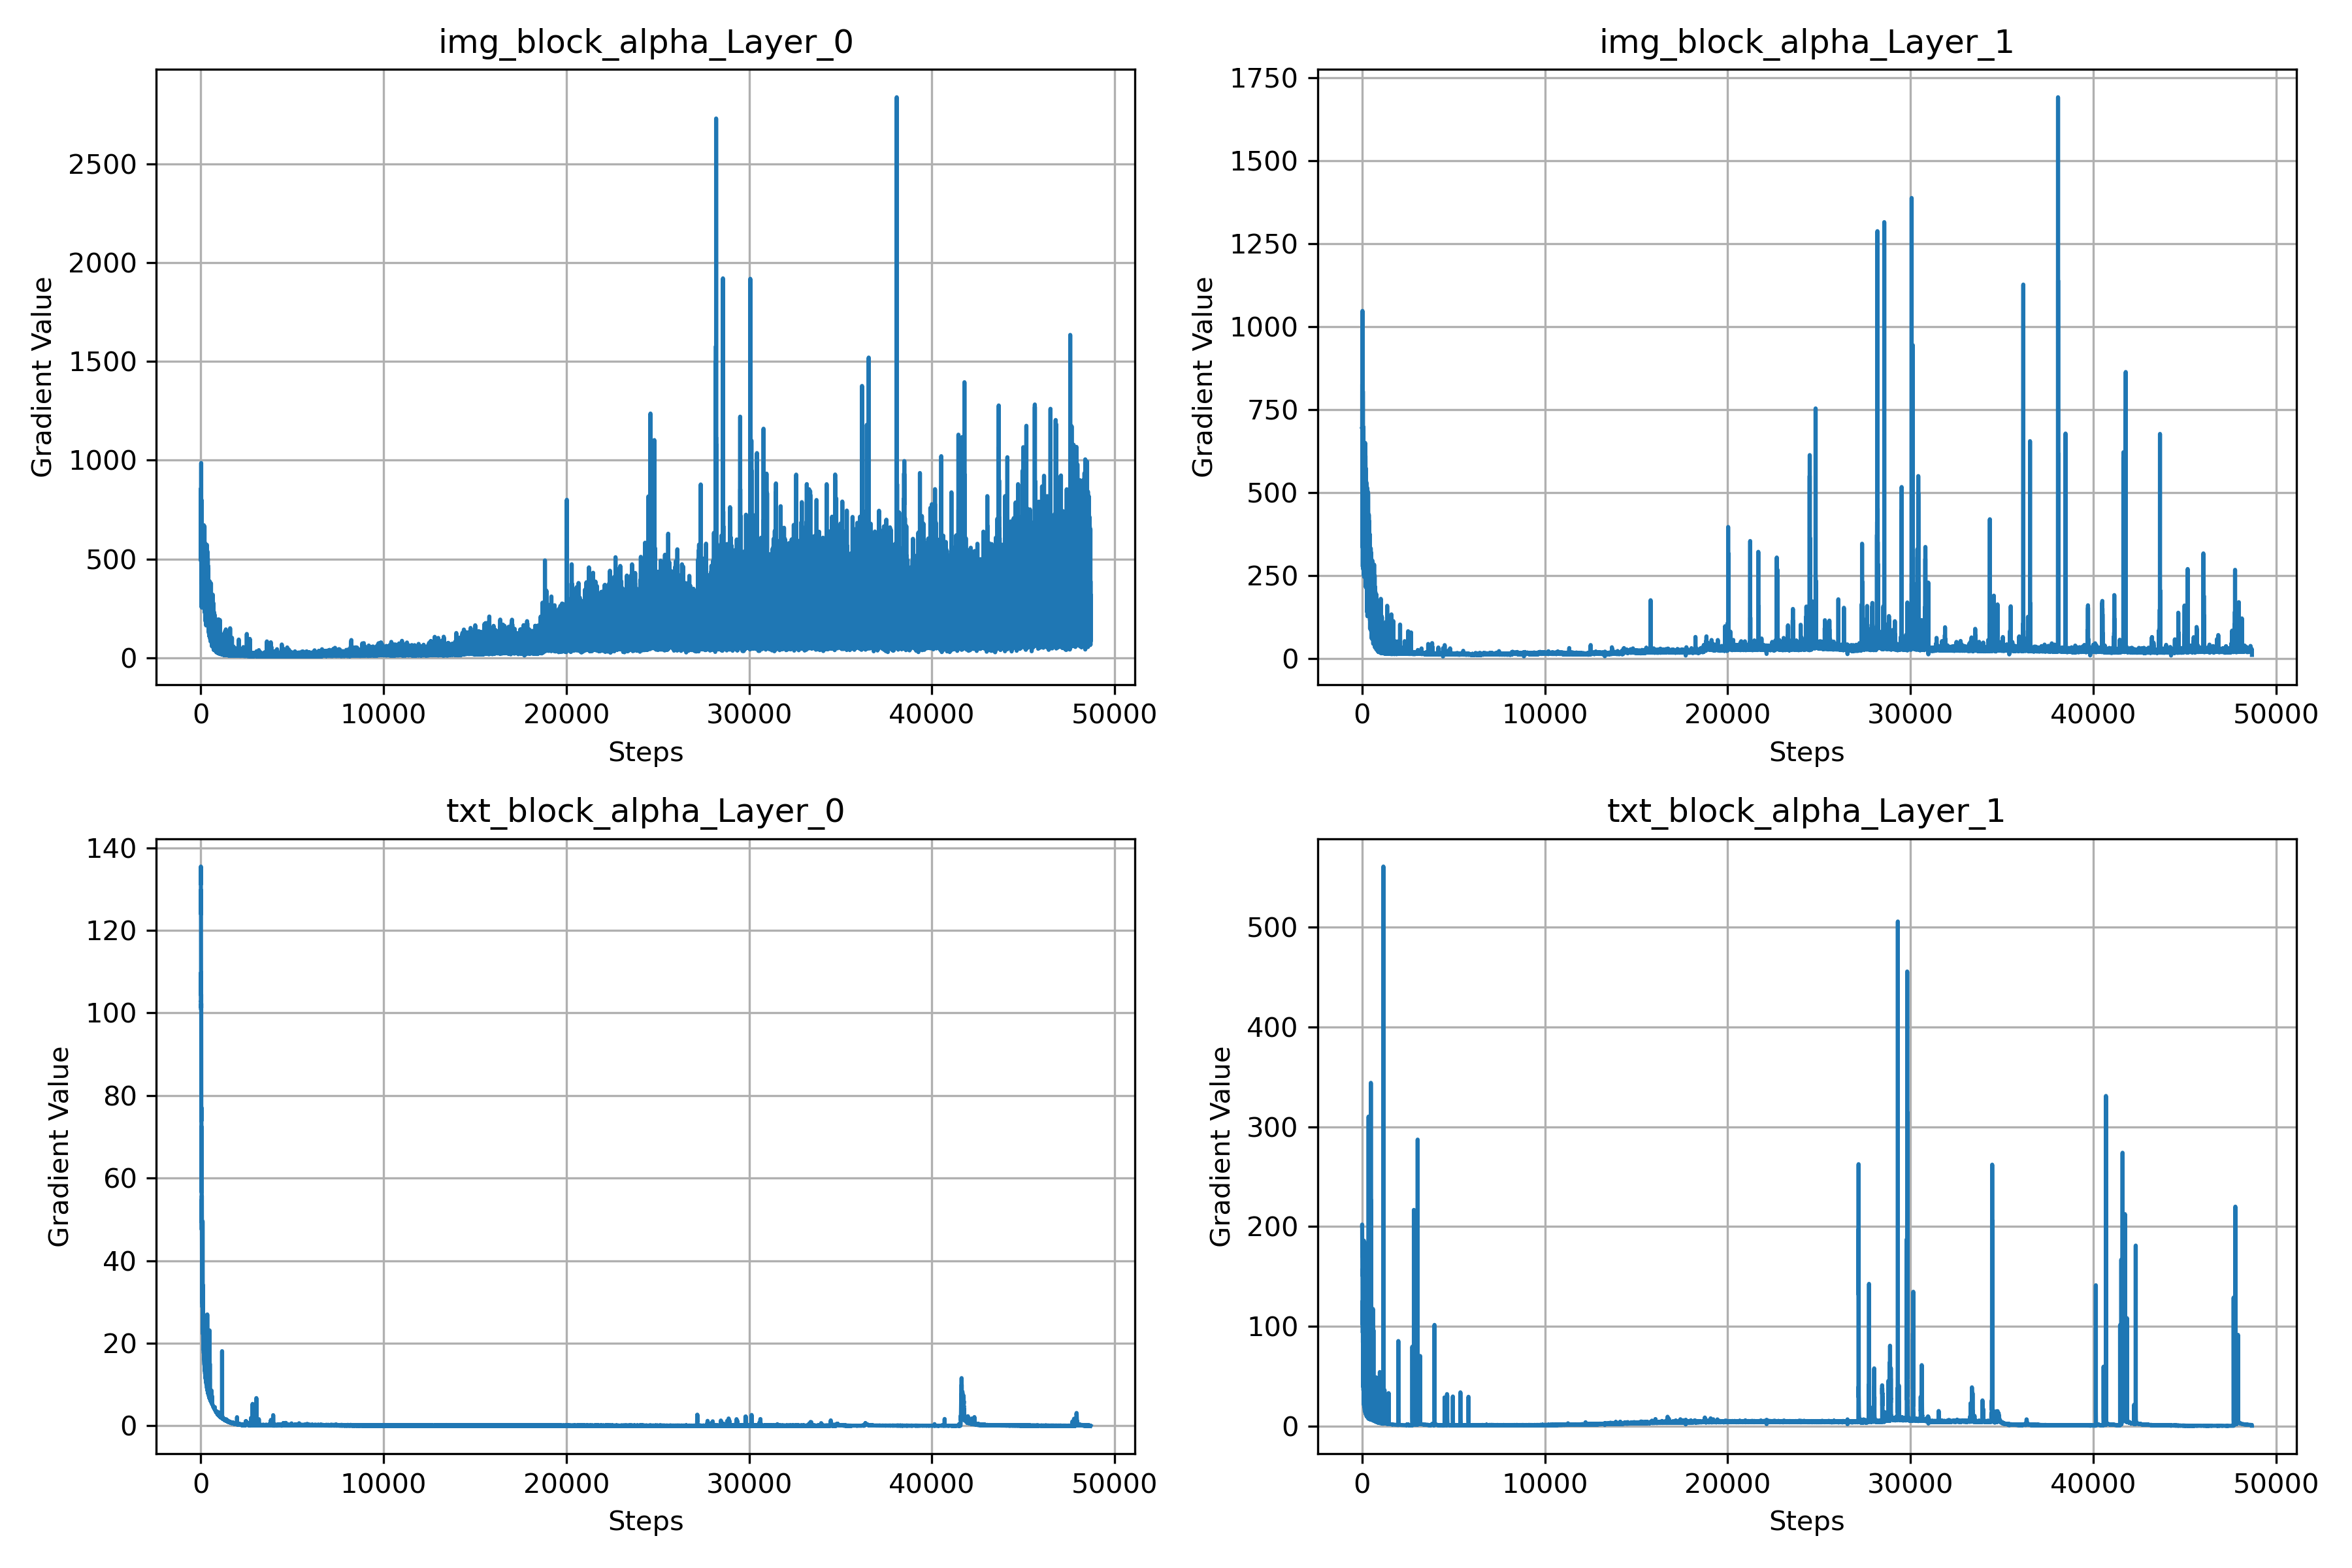 img_block_alpha_Layer_0
Gradient Value
2500
2000
1500
1000
500
0
0 10000 20000 30000 40000 50000
Steps
img_block_alpha_Layer_1
Gradient Value
1750
1500
1250
1000
750
500
250
0
0 10000 20000 30000 40000 50000
Steps
txt_block_alpha_Layer_0
Gradient Value
140
120
100
80
60
40
20
0
0 10000 20000 30000 40000 50000
Steps
txt_block_alpha_Layer_1
Gradient Value
500
400
300
200
100
0
0 10000 20000 30000 40000 50000
Steps